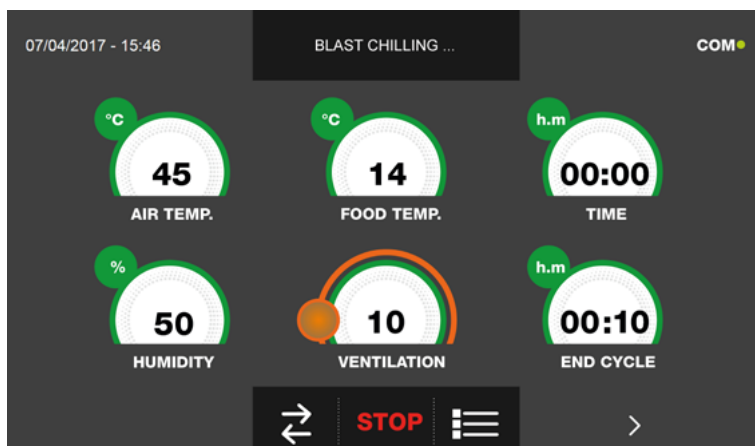 07/04/2017 - 15:46
BLAST CHILLING ...
COM
°C
45
AIR TEMP.
°C
14
FOOD TEMP.
h.m
00:00
TIME
%
50
HUMIDITY
10
VENTILATION
h.m
00:10
END CYCLE
STOP